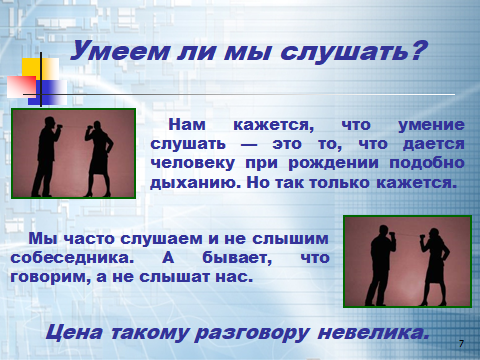 Умеем ли мы слушать?
Нам кажется, что умение
слушать — это то, что дается
человеку при рождении подобно
дыханию. Но так только кажется.
Мы часто слушаем и не слышим
собеседника. А бывает, что
говорим, а не слышат нас.
Цена такому разговору невелика.
7